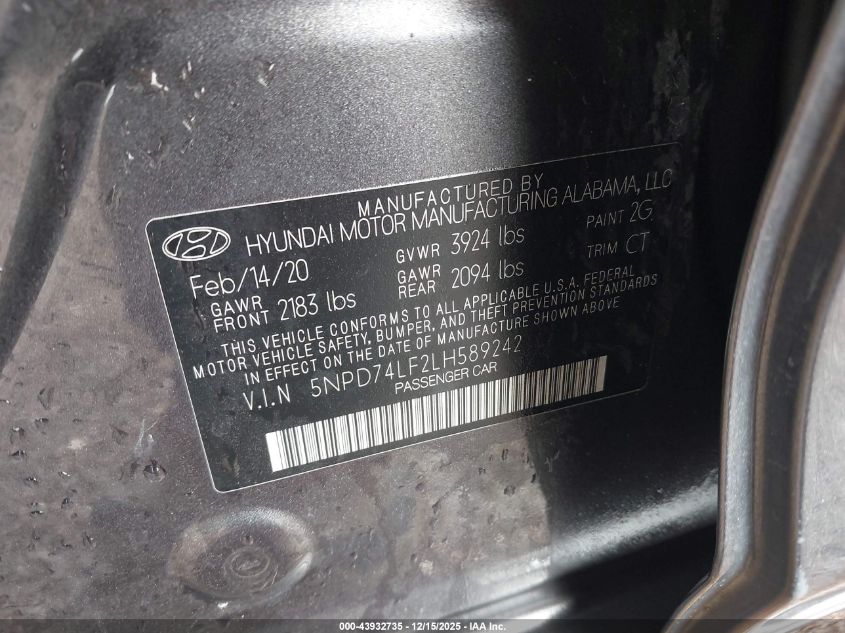 MANUFACTURED BY
HYUNDAI MOTOR MANUFACTURING ALABAMA, LLC
Feb/14/20 GVWR 3924 lbs PAINT 2G
GAWR FRONT 2183 lbs GAWR REAR 2094 lbs TRIM CT
THIS VEHICLE CONFORMS TO ALL APPLICABLE U.S.A. FEDERAL
MOTOR VEHICLE SAFETY, BUMPER, AND THEFT PREVENTION STANDARDS
IN EFFECT ON THE DATE OF MANUFACTURE SHOWN ABOVE
V.I.N 5NPD74LF2LH589242
PASSENGER CAR
000-43932735 - 12/15/2025 - IAA Inc.